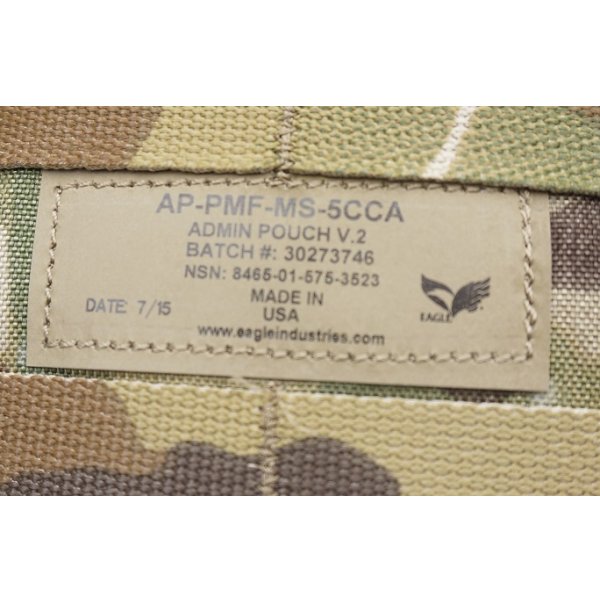 AP-PMF-MS-5CCA
ADMIN POUCH V.2
BATCH #: 30273746
NSN: 8465-01-575-3523
MADE IN
USA
DATE: 7/15
EAGLE
www.eagleindustries.com